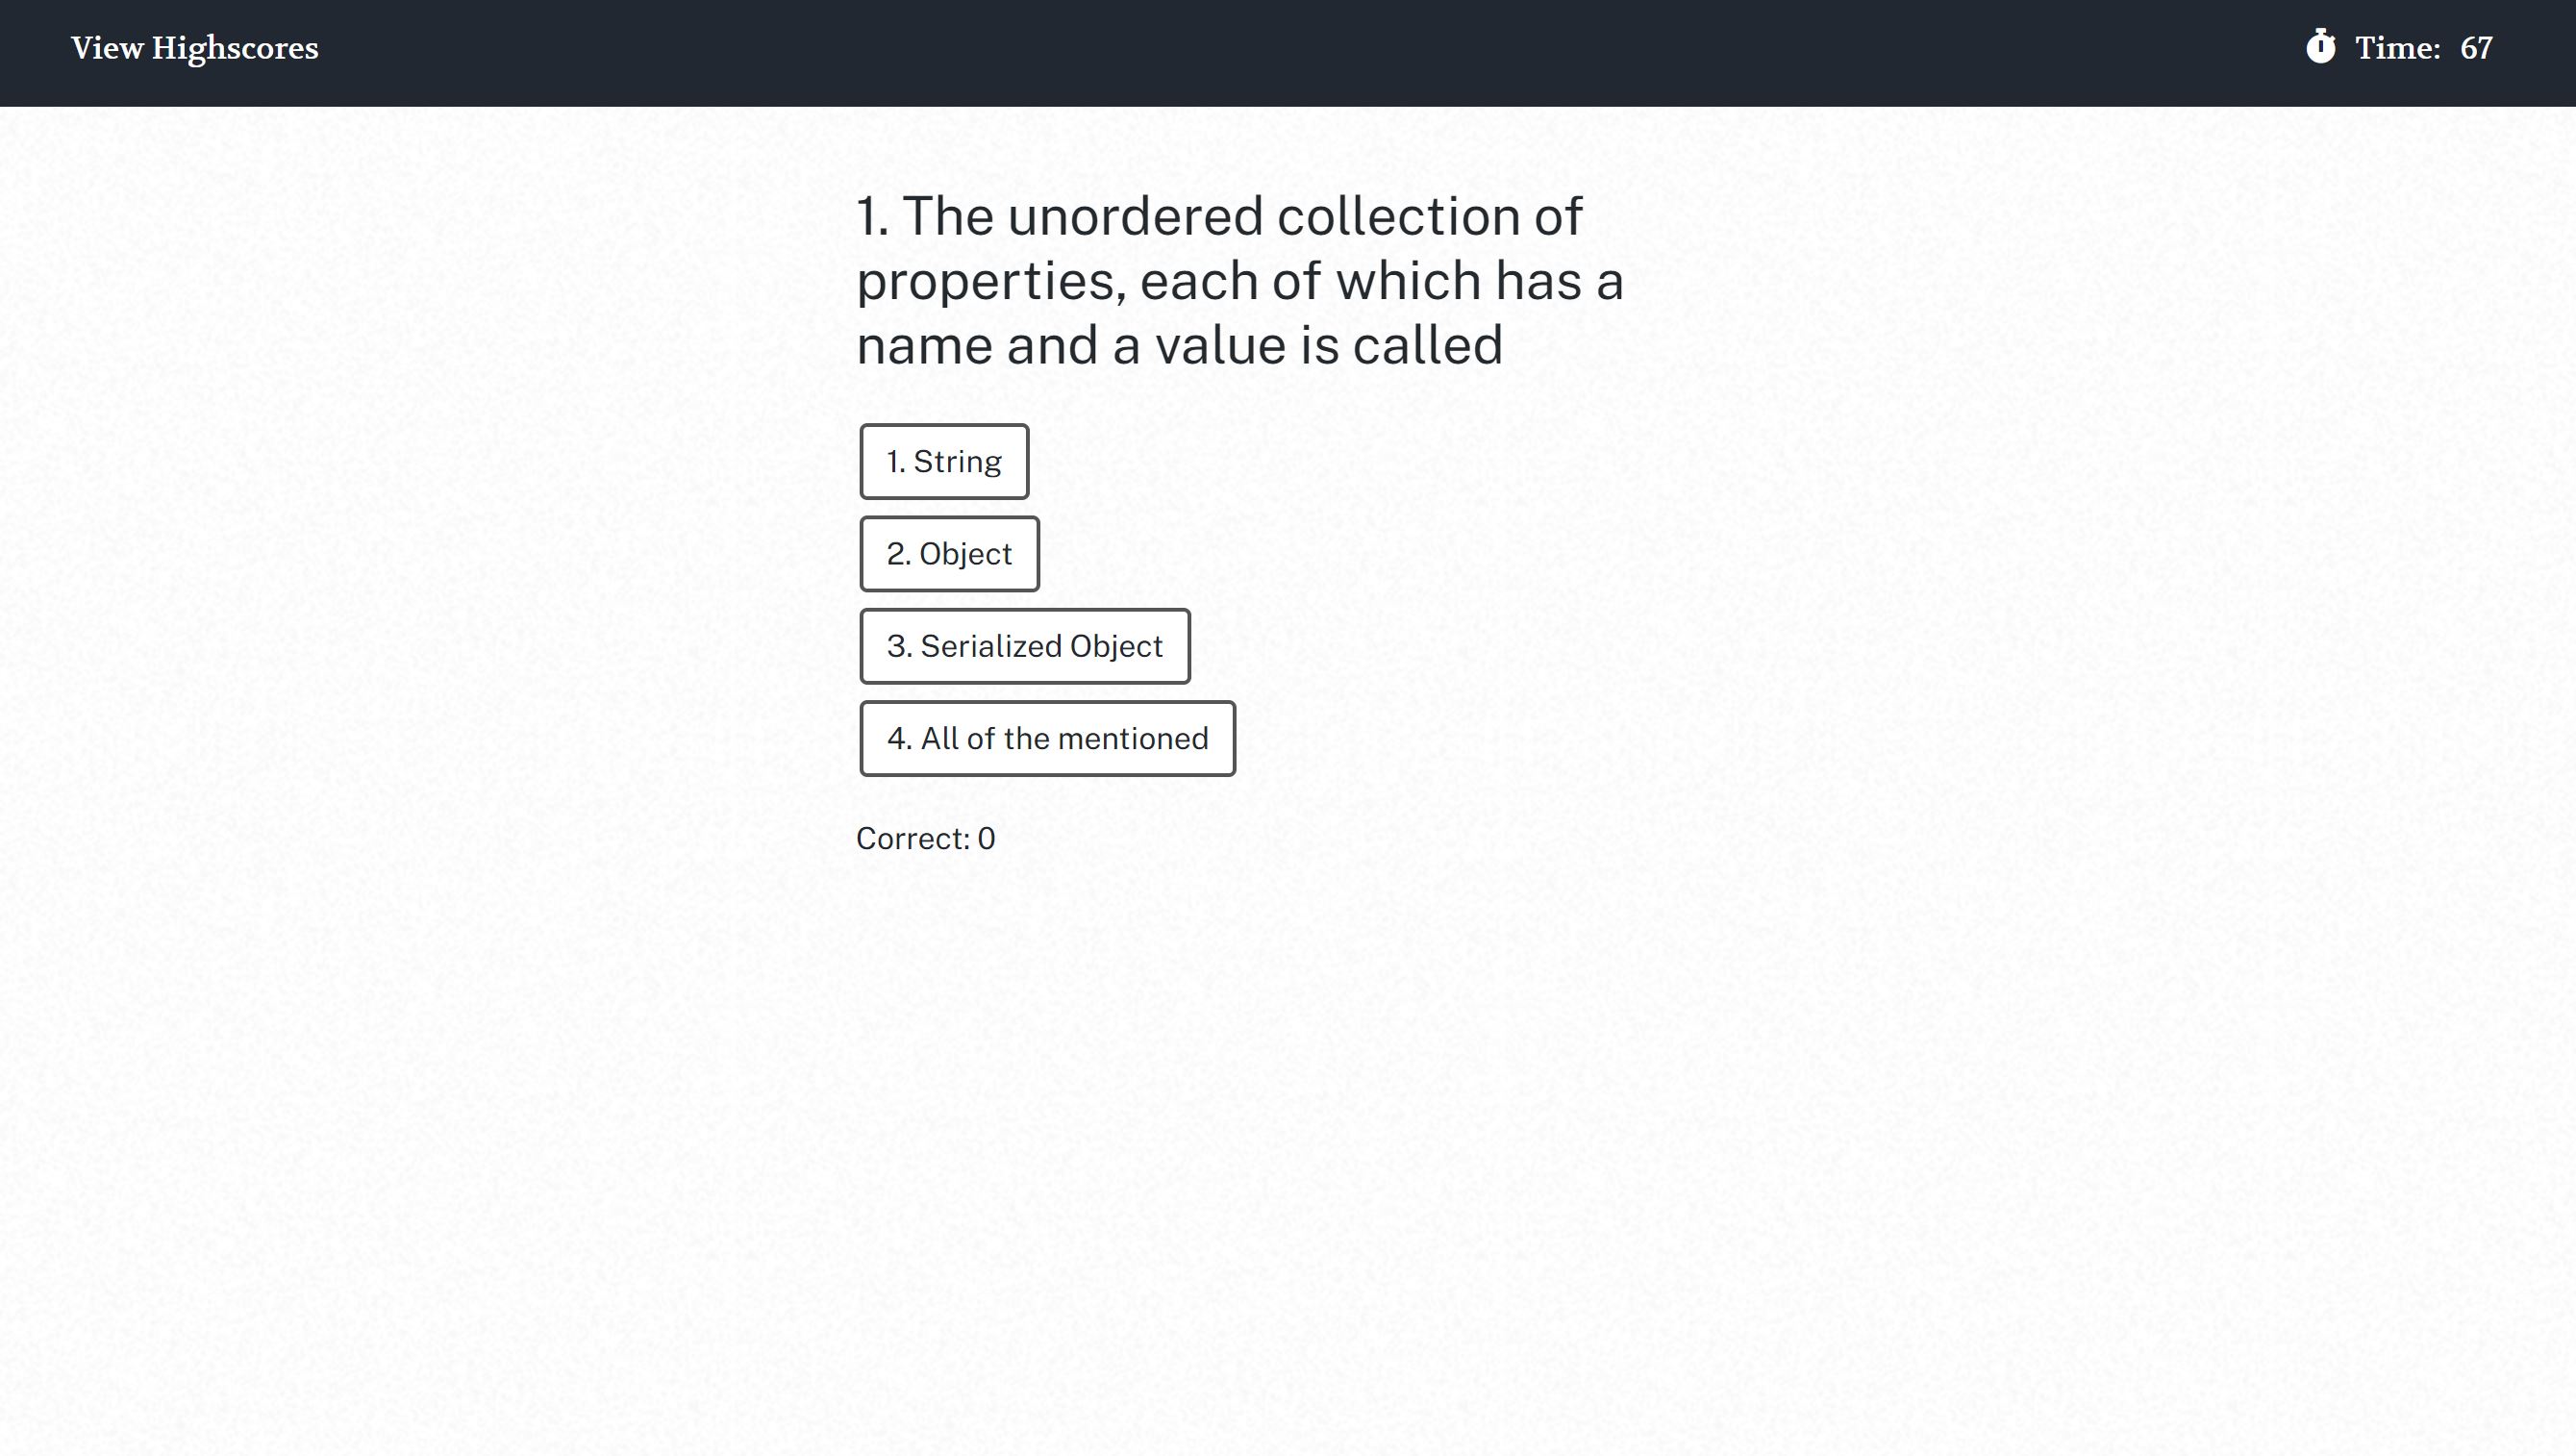 View Highscores
Time: 67
1. The unordered collection of
properties, each of which has a
name and a value is called
1. String
2. Object
3. Serialized Object
4. All of the mentioned
Correct: 0